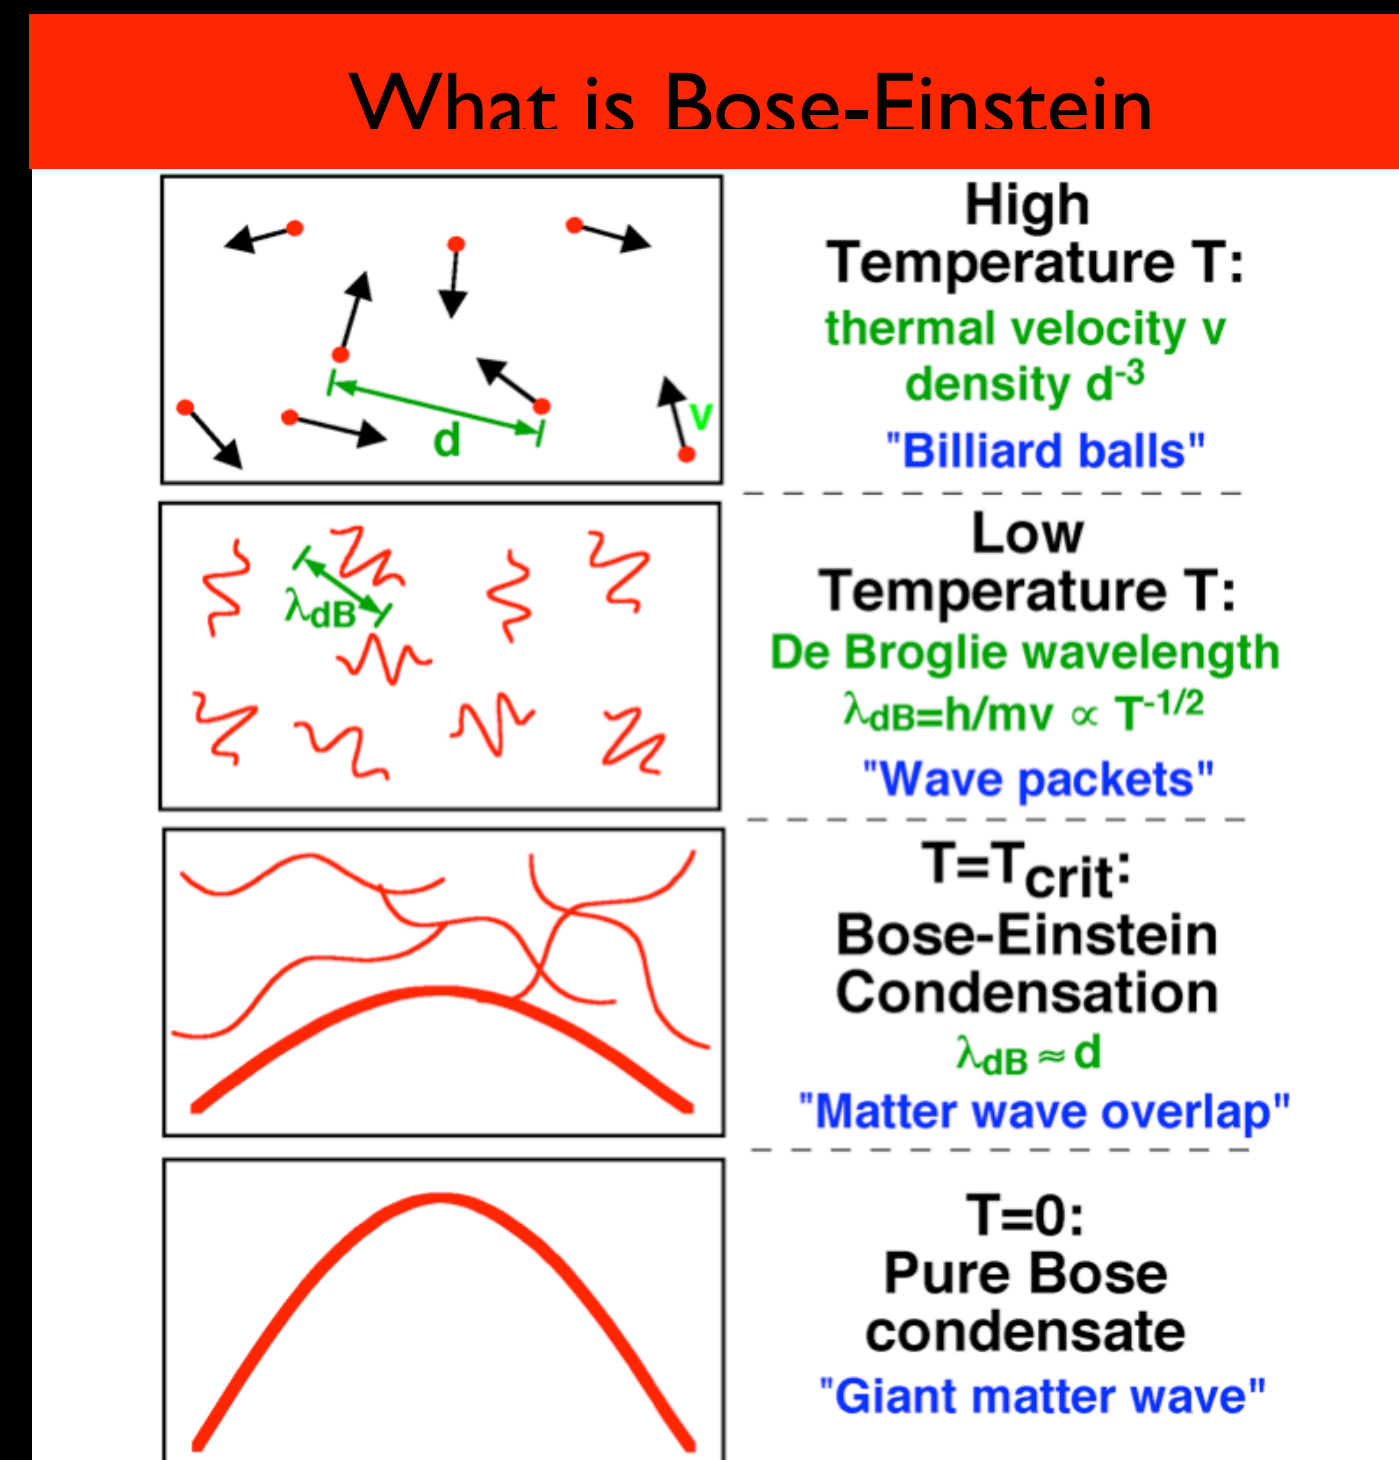 What is Bose-Einstein
High
Temperature T:
thermal velocity v
density d⁻³
"Billiard balls"
d
v
Low
Temperature T:
De Broglie wavelength
λdB=h/mv ∝ T⁻¹/²
"Wave packets"
λdB
T=Tcrit:
Bose-Einstein
Condensation
λdB ≈ d
"Matter wave overlap"
T=0:
Pure Bose
condensate
"Giant matter wave"